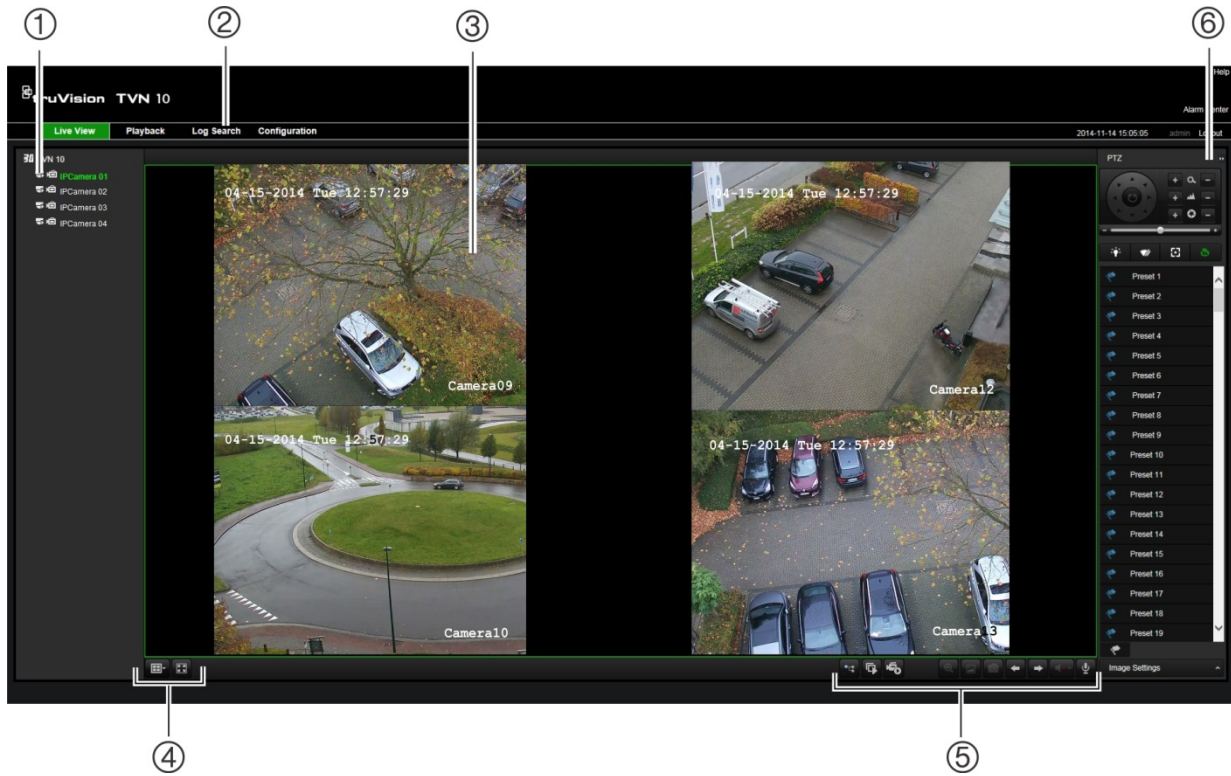 ① ② ③ ⑥
Help
truVision TVN 10
Alarm Center
Live View Playback Log Search Configuration
2014-11-14 15:05:05 admin Logout
TVN 10
IPCamera 01
IPCamera 02
IPCamera 03
IPCamera 04
04-15-2014 Tue 12:57:29
Camera09
04-15-2014 Tue 12:57:29
Camera12
04-15-2014 Tue 12:57:29
Camera10
04-15-2014 Tue 12:57:29
Camera13
PTZ
Preset 1
Preset 2
Preset 3
Preset 4
Preset 5
Preset 6
Preset 7
Preset 8
Preset 9
Preset 10
Preset 11
Preset 12
Preset 13
Preset 14
Preset 15
Preset 16
Preset 17
Preset 18
Preset 19
Image Settings
④ ⑤